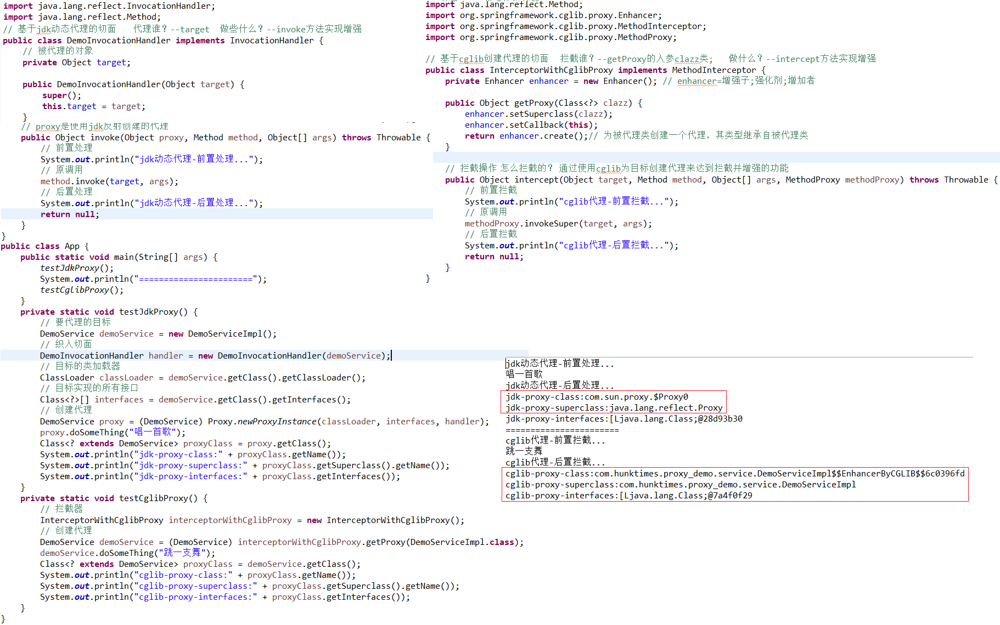 import java.lang.reflect.InvocationHandler;
import java.lang.reflect.Method;
// 基于jdk动态代理的切面    代理谁？--target  做些什么？--invoke方法实现增强
public class DemoInvocationHandler implements InvocationHandler {
    // 被代理的对象
    private Object target;
    public DemoInvocationHandler(Object target) {
        super();
        this.target = target;
    }
    // proxy是使用jdk反射创建的代理
    public Object invoke(Object proxy, Method method, Object[] args) throws Throwable {
        // 前置处理
        System.out.println("jdk动态代理-前置处理...");
        // 原调用
        method.invoke(target, args);
        // 后置处理
        System.out.println("jdk动态代理-后置处理...");
        return null;
    }
}
public class App {
    public static void main(String[] args) {
        testJdkProxy();
        System.out.println("=======================");
        testCglibProxy();
    }
    private static void testJdkProxy() {
        // 要代理的目标
        DemoService demoService = new DemoServiceImpl();
        // 织入切面
        DemoInvocationHandler handler = new DemoInvocationHandler(demoService);
        // 目标的类加载器
        ClassLoader classLoader = demoService.getClass().getClassLoader();
        // 目标实现的所有接口
        Class<?>[] interfaces = demoService.getClass().getInterfaces();
        // 创建代理
        DemoService proxy = (DemoService) Proxy.newProxyInstance(classLoader, interfaces, handler);
        proxy.doSomeThing("唱一首歌");
        Class<? extends DemoService> proxyClass = proxy.getClass();
        System.out.println("jdk-proxy-class:" + proxyClass.getName());
        System.out.println("jdk-proxy-superclass:" + proxyClass.getSuperclass().getName());
        System.out.println("jdk-proxy-interfaces:" + proxyClass.getInterfaces());
    }
    private static void testCglibProxy() {
        // 拦截器
        InterceptorWithCglibProxy interceptorWithCglibProxy = new InterceptorWithCglibProxy();
        // 创建代理
        DemoService demoService = (DemoService) interceptorWithCglibProxy.getProxy(DemoServiceImpl.class);
        demoService.doSomeThing("跳一支舞");
        Class<? extends DemoService> proxyClass = demoService.getClass();
        System.out.println("cglib-proxy-class:" + proxyClass.getName());
        System.out.println("cglib-proxy-superclass:" + proxyClass.getSuperclass().getName());
        System.out.println("cglib-proxy-interfaces:" + proxyClass.getInterfaces());
    }
}
import java.lang.reflect.Method;
import org.springframework.cglib.proxy.Enhancer;
import org.springframework.cglib.proxy.MethodInterceptor;
import org.springframework.cglib.proxy.MethodProxy;
// 基于cglib创建代理的切面  拦截谁？--getProxy的入参clazz类;   做什么？--intercept方法实现增强
public class InterceptorWithCglibProxy implements MethodInterceptor {
    private Enhancer enhancer = new Enhancer(); // enhancer=增强子;强化剂;增加者
    public Object getProxy(Class<?> clazz) {
        enhancer.setSuperclass(clazz);
        enhancer.setCallback(this);
        return enhancer.create();// 为被代理类创建一个代理，其类型继承自被代理类
    }
    // 拦截操作 怎么拦截的？ 通过使用cglib为目标创建代理来达到拦截并增强的功能
    public Object intercept(Object target, Method method, Object[] args, MethodProxy methodProxy) throws Throwable {
        // 前置拦截
        System.out.println("cglib代理-前置拦截...");
        // 原调用
        methodProxy.invokeSuper(target, args);
        // 后置拦截
        System.out.println("cglib代理-后置拦截...");
        return null;
    }
}
jdk动态代理-前置处理...
唱一首歌
jdk动态代理-后置处理...
jdk-proxy-class:com.sun.proxy.$Proxy0
jdk-proxy-superclass:java.lang.reflect.Proxy
jdk-proxy-interfaces:[Ljava.lang.Class;@28d93b30
=======================
cglib代理-前置拦截...
跳一支舞
cglib代理-后置拦截...
cglib-proxy-class:com.hunktimes.proxy_demo.service.DemoServiceImpl$$EnhancerByCGLIB$$6c0396fd
cglib-proxy-superclass:com.hunktimes.proxy_demo.service.DemoServiceImpl
cglib-proxy-interfaces:[Ljava.lang.Class;@7a4f0f29